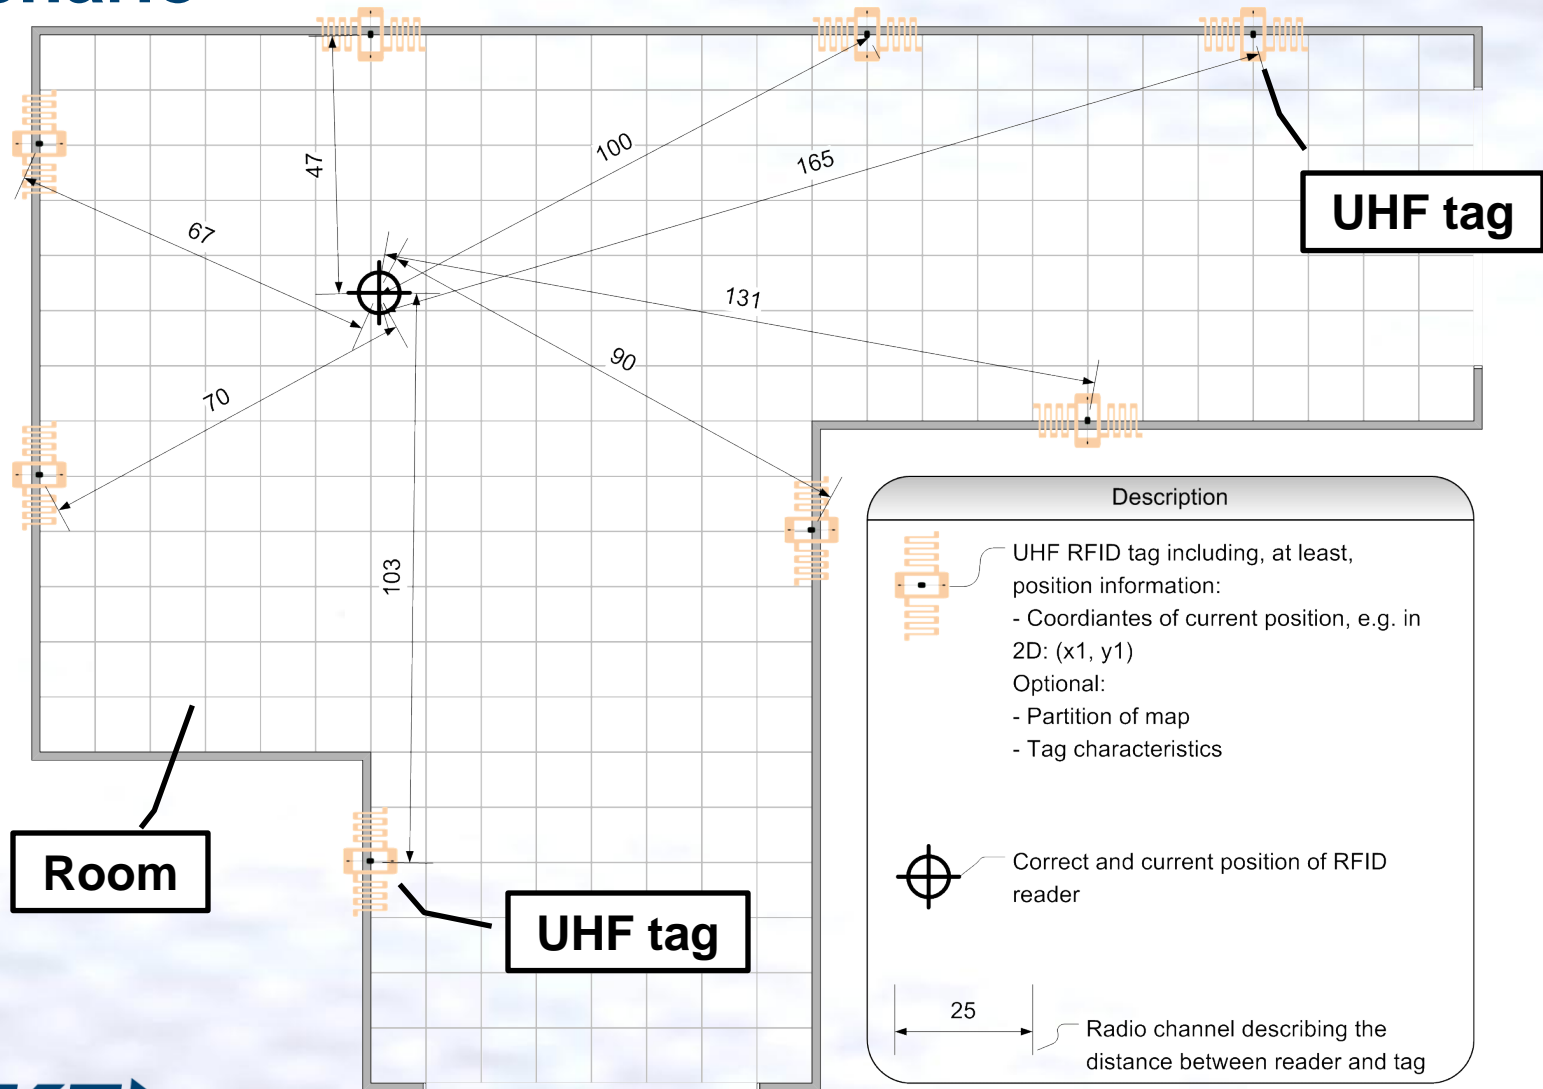 47
100
165
UHF tag
67
131
90
70
103
Room
UHF tag
Description
UHF RFID tag including, at least,
position information:
- Coordiantes of current position, e.g. in
2D: (x1, y1)
Optional:
- Partition of map
- Tag characteristics
Correct and current position of RFID
reader
25
Radio channel describing the
distance between reader and tag